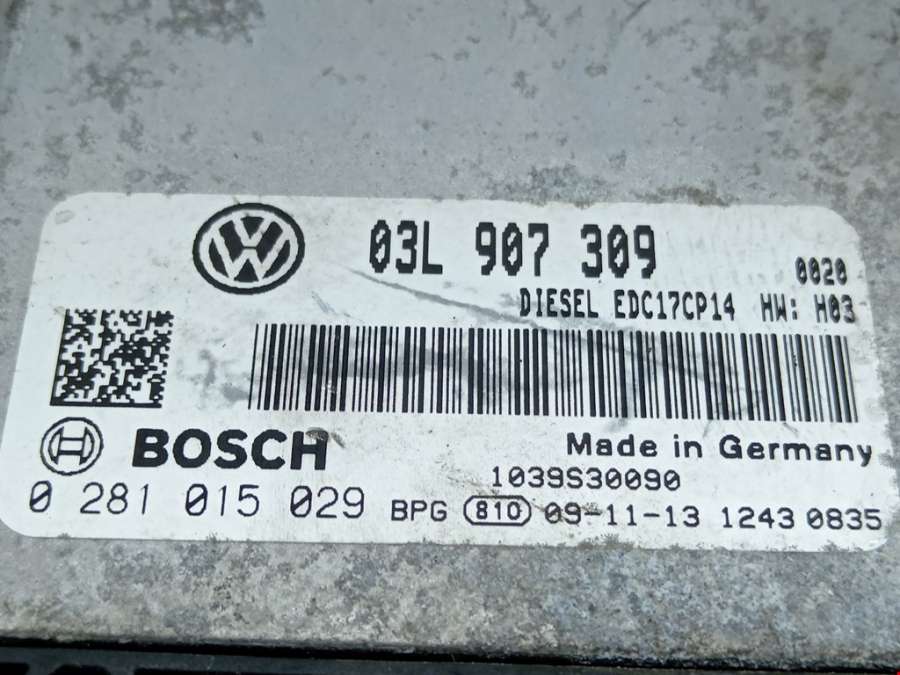 03L 907 309
0020
DIESEL EDC17CP14 HW: H03
BOSCH
Made in Germany
1039S30090
0 281 015 029 BPG 810 09-11-13 1243 0835